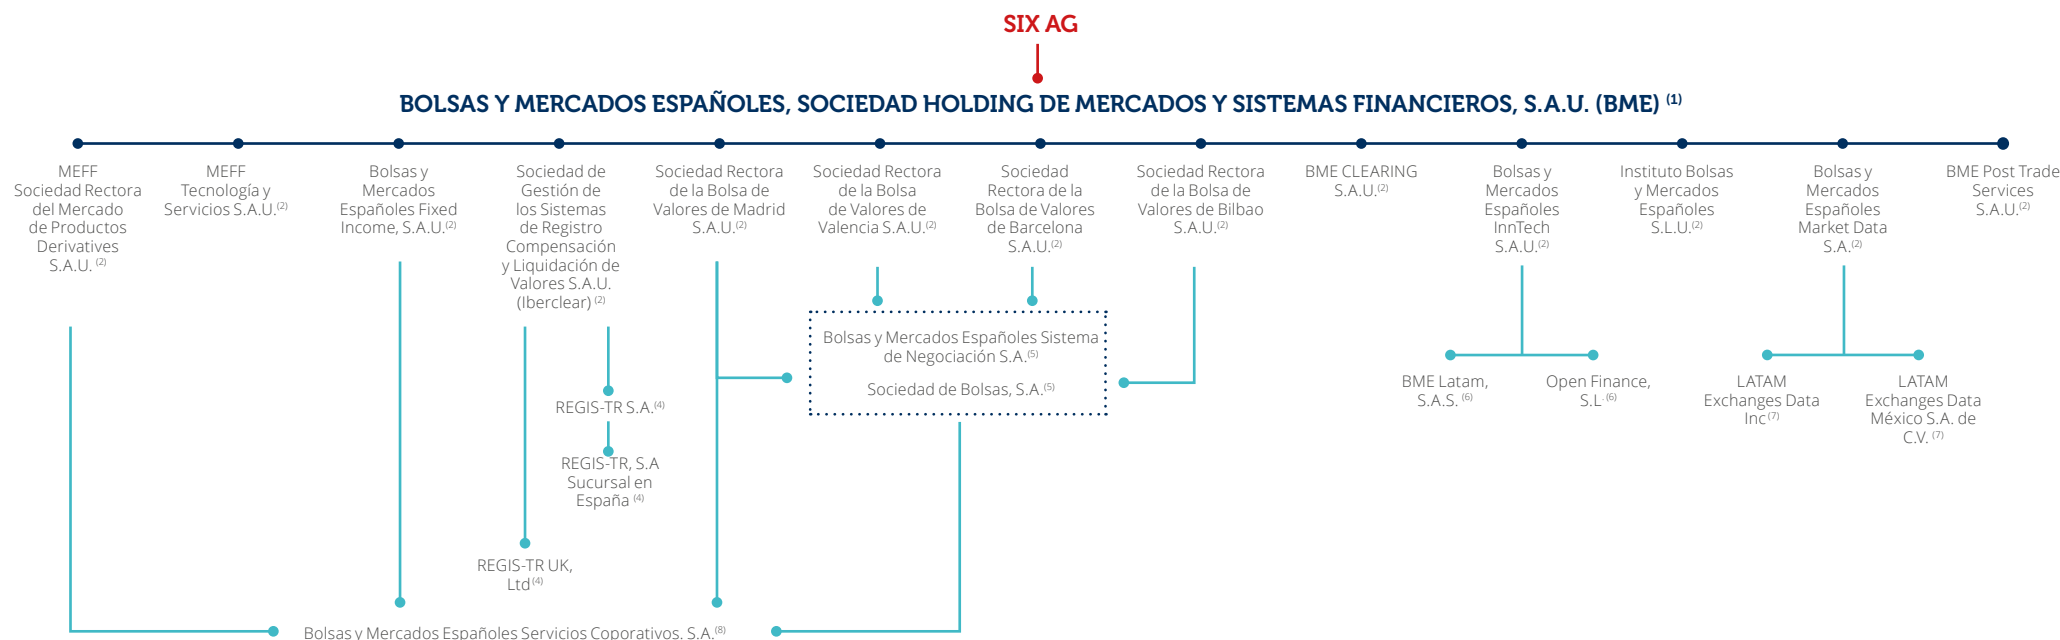 SIX AG
BOLSAS Y MERCADOS ESPAÑOLES, SOCIEDAD HOLDING DE MERCADOS Y SISTEMAS FINANCIEROS, S.A.U. (BME) (1)
MEFF
Sociedad Rectora
del Mercado
de Productos
Derivatives
S.A.U. (2)
MEFF
Tecnología y
Servicios S.A.U.(2)
Bolsas y
Mercados
Españoles Fixed
Income, S.A.U.(2)
Sociedad de
Gestión de
los Sistemas
de Registro
Compensación
y Liquidación de
Valores S.A.U.
(Iberclear) (2)
Sociedad Rectora
de la Bolsa de
Valores de Madrid
S.A.U.(2)
Sociedad Rectora
de la Bolsa
de Valores de
Valencia S.A.U.(2)
Sociedad
Rectora de la
Bolsa de Valores
de Barcelona
S.A.U.(2)
Sociedad Rectora
de la Bolsa de
Valores de Bilbao
S.A.U.(2)
BME CLEARING
S.A.U.(2)
Bolsas y
Mercados
Españoles
InnTech
S.A.U.(2)
Instituto Bolsas
y Mercados
Españoles
S.L.U.(2)
Bolsas y
Mercados
Españoles
Market Data
S.A.(2)
BME Post Trade
Services
S.A.U.(2)
Bolsas y Mercados Españoles Sistema
de Negociación S.A.(5)
Sociedad de Bolsas, S.A.(5)
REGIS-TR S.A.(4)
REGIS-TR, S.A
Sucursal en
España (4)
REGIS-TR UK,
Ltd(4)
BME Latam,
S.A.S. (6)
Open Finance,
S.L. (6)
LATAM
Exchanges Data
Inc(7)
LATAM
Exchanges Data
México S.A. de
C.V. (7)
Bolsas y Mercados Españoles Servicios Coporativos. S.A.(8)